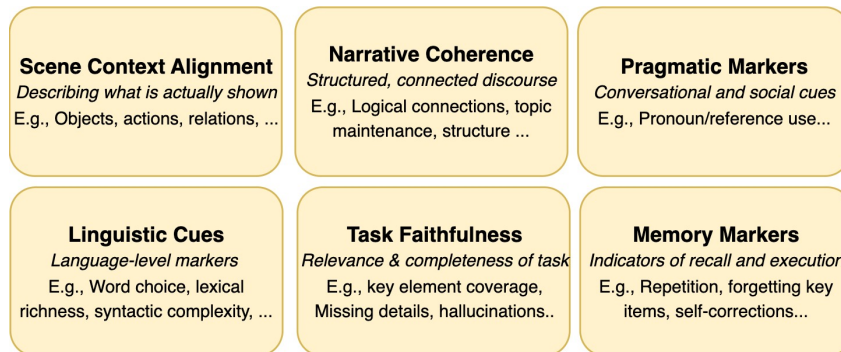 Scene Context Alignment
Describing what is actually shown
E.g., Objects, actions, relations, ...
Narrative Coherence
Structured, connected discourse
E.g., Logical connections, topic
maintenance, structure ...
Pragmatic Markers
Conversational and social cues
E.g., Pronoun/reference use...
Linguistic Cues
Language-level markers
E.g., Word choice, lexical
richness, syntactic complexity, ...
Task Faithfulness
Relevance & completeness of task
E.g., key element coverage,
Missing details, hallucinations..
Memory Markers
Indicators of recall and execution
E.g., Repetition, forgetting key
items, self-corrections...